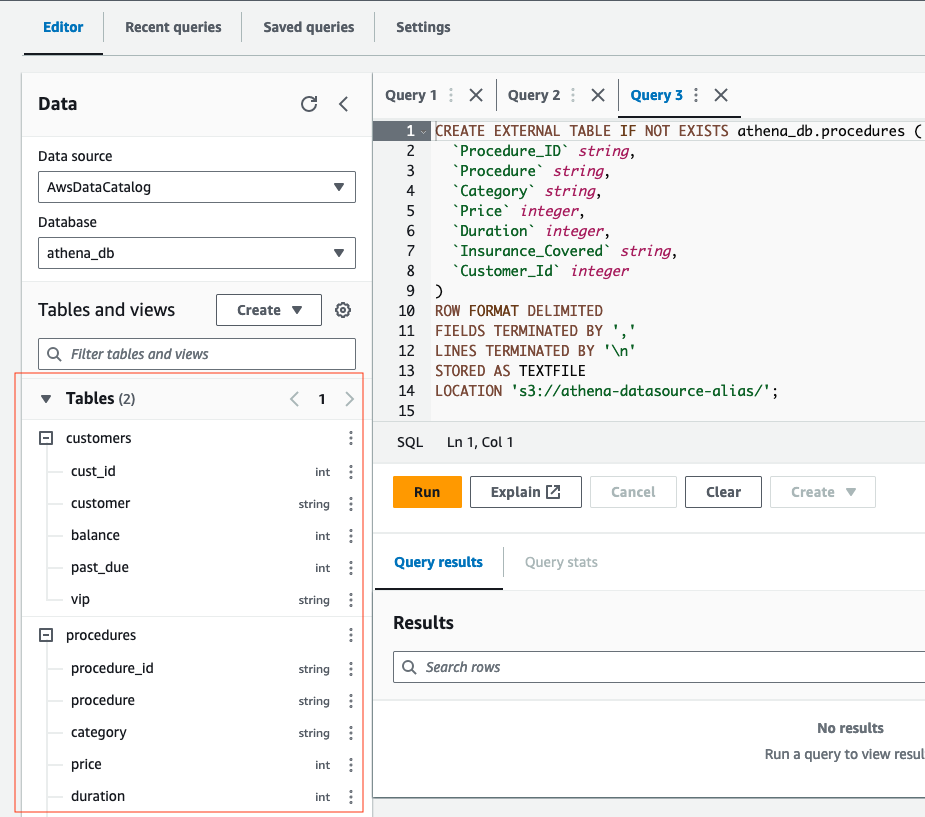 Editor
Recent queries
Saved queries
Settings
Data
Data source
AwsDataCatalog
Database
athena_db
Tables and views
Create
Filter tables and views
Tables (2)
1
customers
cust_id int
customer string
balance int
past_due int
vip string
procedures
procedure_id string
procedure string
category string
price int
duration int
Query 1
Query 2
Query 3
1 CREATE EXTERNAL TABLE IF NOT EXISTS athena_db.procedures (
2 `Procedure_ID` string,
3 `Procedure` string,
4 `Category` string,
5 `Price` integer,
6 `Duration` integer,
7 `Insurance_Covered` string,
8 `Customer_Id` integer
9 )
10 ROW FORMAT DELIMITED
11 FIELDS TERMINATED BY ','
12 LINES TERMINATED BY '\n'
13 STORED AS TEXTFILE
14 LOCATION 's3://athena-datasource-alias/';
15
SQL Ln 1, Col 1
Run
Explain
Cancel
Clear
Create
Query results
Query stats
Results
Search rows
No results
Run a query to view resul